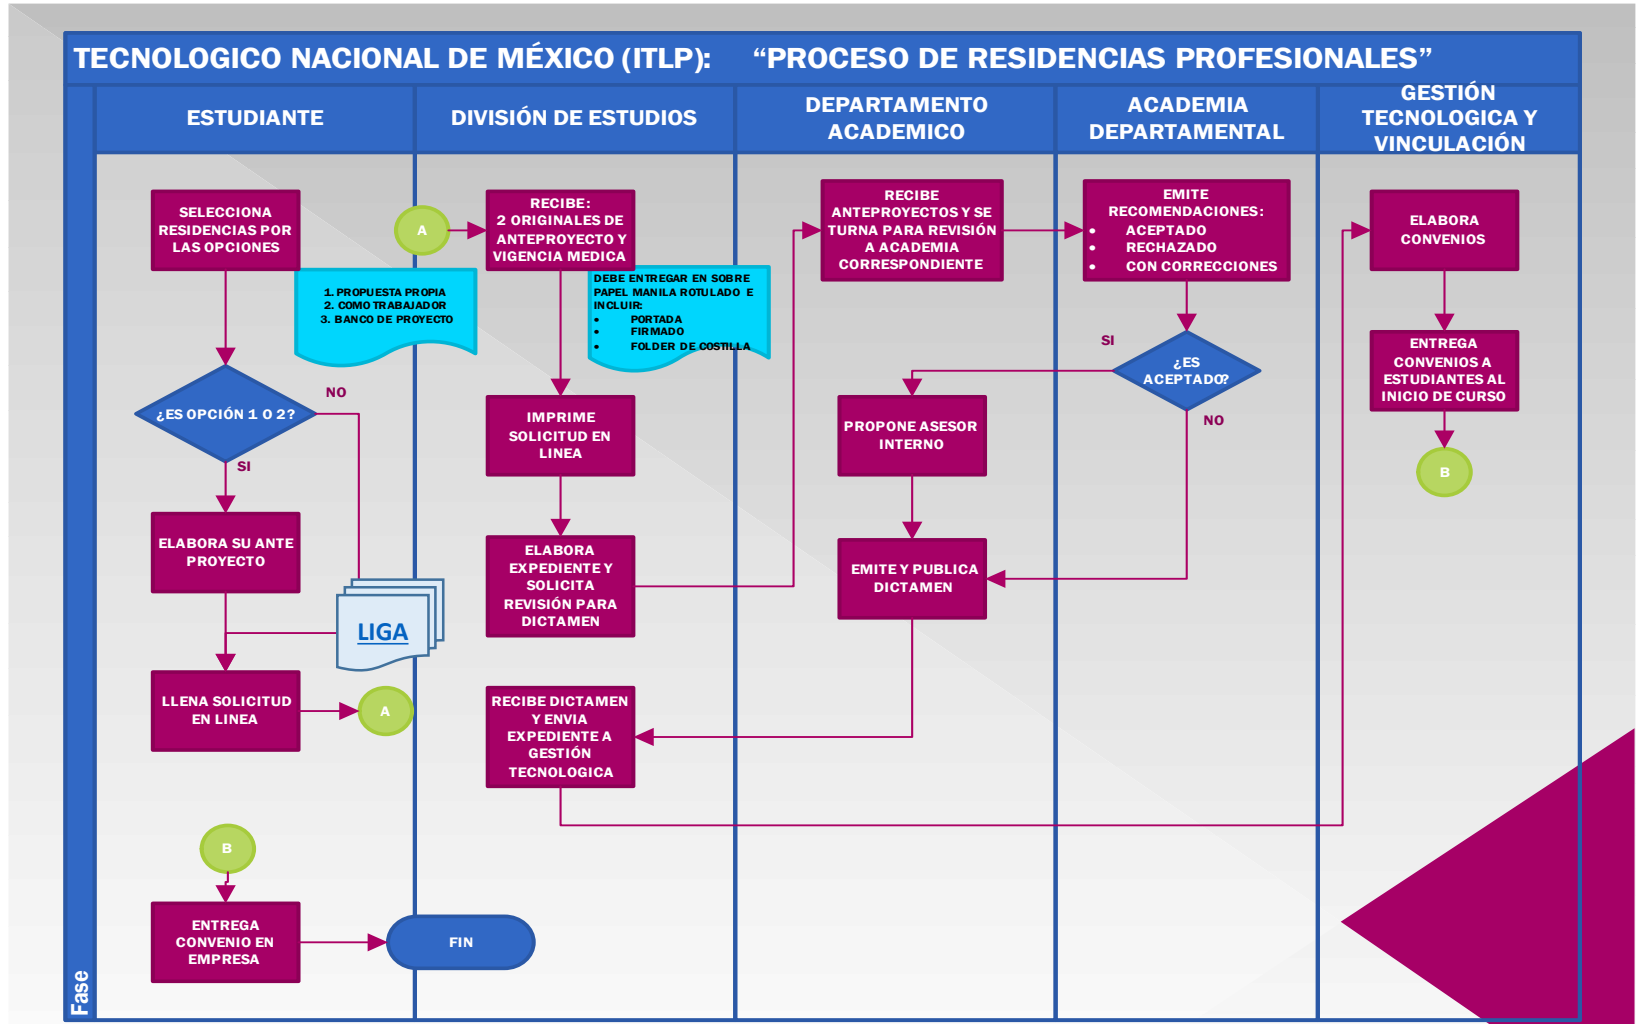 TECNOLOGICO NACIONAL DE MÉXICO (ITLP): “PROCESO DE RESIDENCIAS PROFESIONALES”
Fase
ESTUDIANTE
DIVISIÓN DE ESTUDIOS
DEPARTAMENTO
ACADEMICO
ACADEMIA
DEPARTAMENTAL
GESTIÓN
TECNOLOGICA Y
VINCULACIÓN
SELECCIONA
RESIDENCIAS POR
LAS OPCIONES
1. PROPUESTA PROPIA
2. COMO TRABAJADOR
3. BANCO DE PROYECTO
¿ES OPCIÓN 1 O 2?
NO
SI
ELABORA SU ANTE
PROYECTO
LIGA
LLENA SOLICITUD
EN LINEA
A
B
ENTREGA
CONVENIO EN
EMPRESA
FIN
A
RECIBE:
2 ORIGINALES DE
ANTEPROYECTO Y
VIGENCIA MEDICA
DEBE ENTREGAR EN SOBRE
PAPEL MANILA ROTULADO E
INCLUIR:
• PORTADA
• FIRMADO
• FOLDER DE COSTILLA
IMPRIME
SOLICITUD EN
LINEA
ELABORA
EXPEDIENTE Y
SOLICITA
REVISIÓN PARA
DICTAMEN
RECIBE DICTAMEN
Y ENVIA
EXPEDIENTE A
GESTIÓN
TECNOLOGICA
RECIBE
ANTEPROYECTOS Y SE
TURNA PARA REVISIÓN
A ACADEMIA
CORRESPONDIENTE
PROPONE ASESOR
INTERNO
EMITE Y PUBLICA
DICTAMEN
EMITE
RECOMENDACIONES:
• ACEPTADO
• RECHAZADO
• CON CORRECCIONES
SI
¿ES
ACEPTADO?
NO
ELABORA
CONVENIOS
ENTREGA
CONVENIOS A
ESTUDIANTES AL
INICIO DE CURSO
B